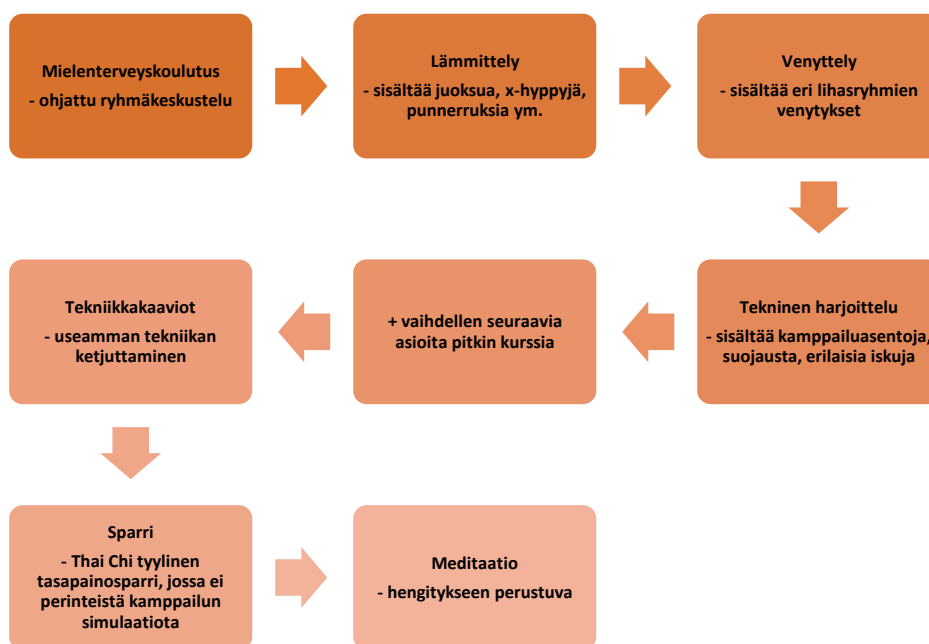 Mielenterveyskoulutus
- ohjattu ryhmäkeskustelu
Lämmittely
- sisältää juoksua, x-hyppyjä,
punnerruksia ym.
Venyttely
- sisältää eri lihasryhmien
venytykset
Tekninen harjoittelu
- sisältää kamppailuasentoja,
suojausta, erilaisia iskuja
+ vaihdellen seuraavia
asioita pitkin kurssia
Tekniikkakaaviot
- useamman tekniikan
ketjuttaminen
Sparri
- Thai Chi tyylinen
tasapainosparri, jossa ei
perinteistä kamppailun
simulaatiota
Meditaatio
- hengitykseen perustuva